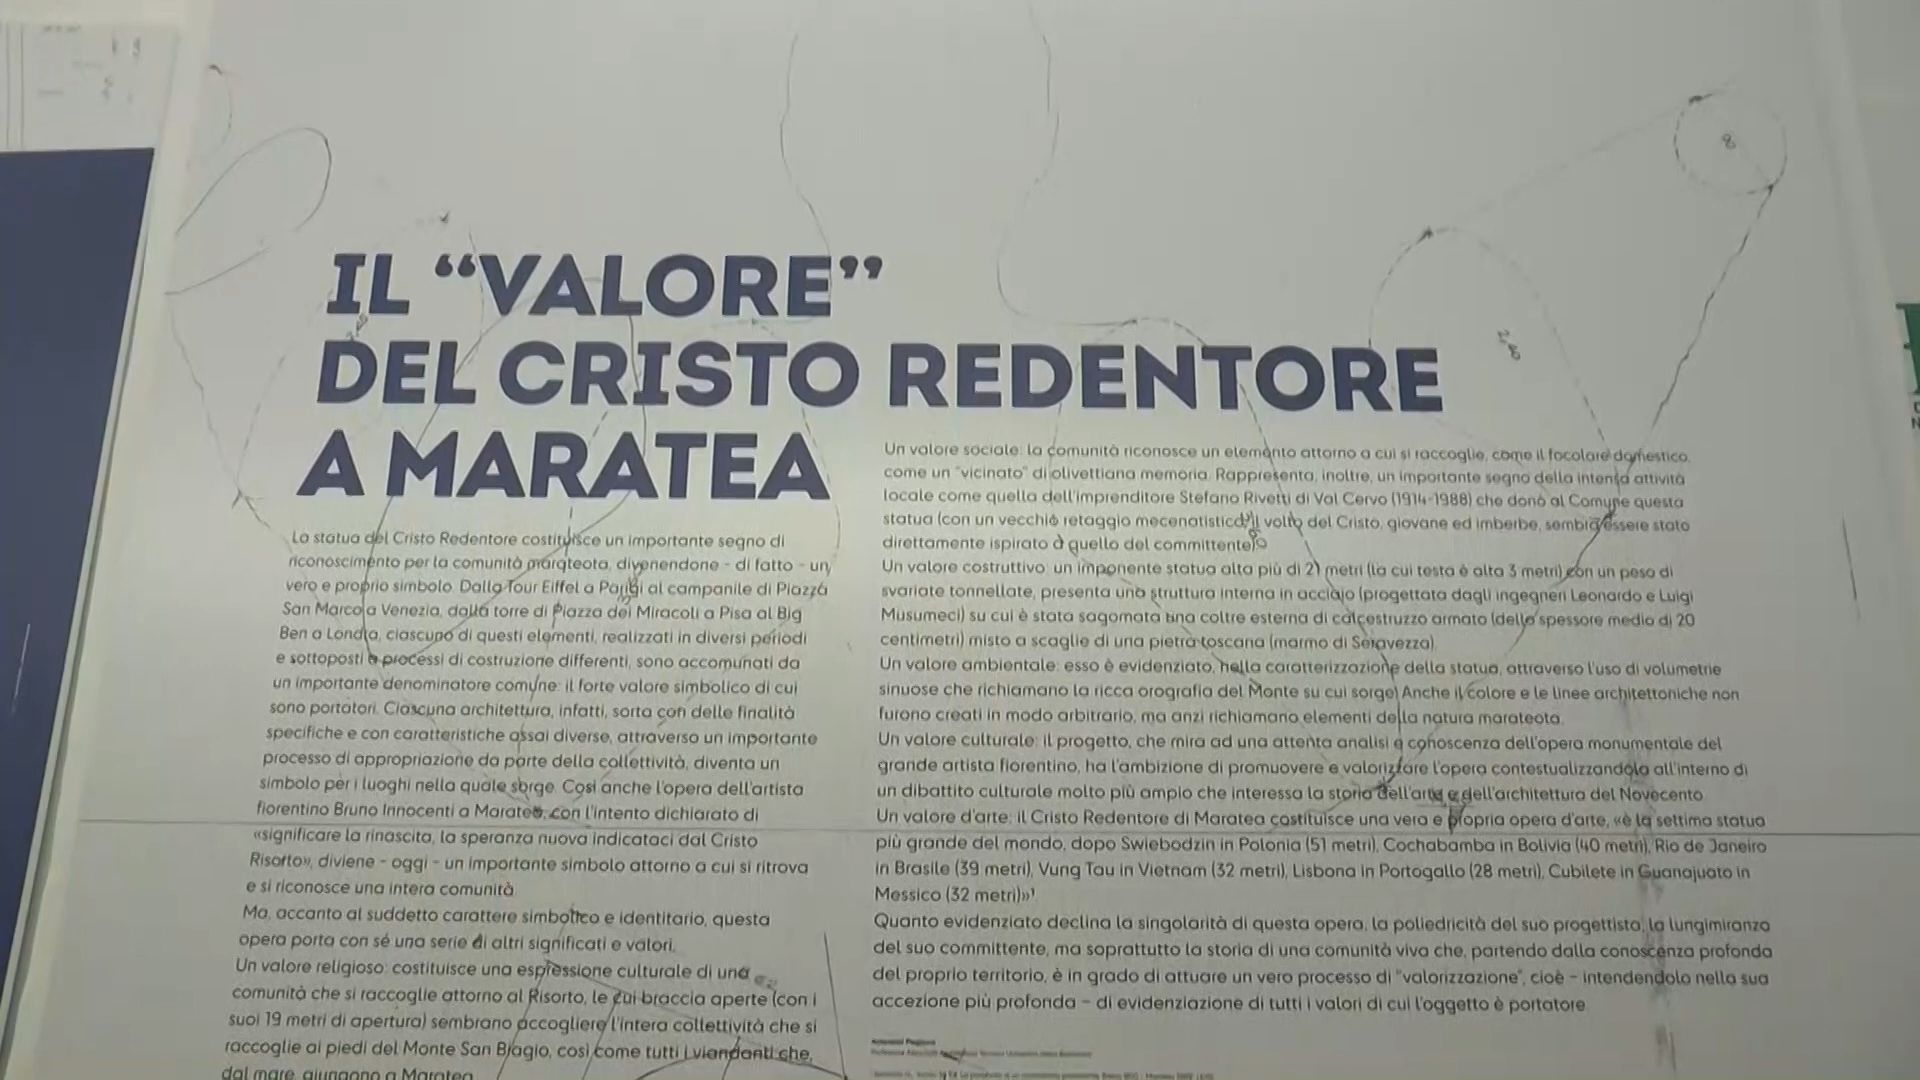 IL “VALORE”
DEL CRISTO REDENTORE
A MARATEA
La statua del Cristo Redentore costituisce un importante segno di
riconoscimento per la comunità marateota, divenendone - di fatto - un
vero e proprio simbolo. Dalla Tour Eiffel a Parigi al campanile di Piazza
San Marco a Venezia, dalla torre di Piazza dei Miracoli a Pisa al Big
Ben a Londra, ciascuno di questi elementi, realizzati in diversi periodi
e sottoposti a processi di costruzione differenti, sono accomunati da
un importante denominatore comune: il forte valore simbolico di cui
sono portatori. Ciascuna architettura, infatti, sorta con delle finalità
specifiche e con caratteristiche assai diverse, attraverso un importante
processo di appropriazione da parte della collettività, diventa un
simbolo per i luoghi nella quale sorge. Così anche l'opera dell'artista
fiorentino Bruno Innocenti a Maratea, con l'intento dichiarato di
«significare la rinascita, la speranza nuova indicataci dal Cristo
Risorto», diviene - oggi - un importante simbolo attorno a cui si ritrova
e si riconosce una intera comunità.
Ma, accanto al suddetto carattere simbolico e identitario, questa
opera porta con sé una serie di altri significati e valori.
Un valore religioso: costituisce una espressione culturale di una
comunità che si raccoglie attorno al Risorto, le cui braccia aperte (con i
suoi 19 metri di apertura) sembrano accogliere l'intera collettività che si
raccoglie ai piedi del Monte San Biagio, così come tutti i viandanti che,
dal mare, giungono a Maratea.
Un valore sociale: la comunità riconosce un elemento attorno a cui si raccoglie, come il focolare domestico,
come un "vicinato" di olivettiana memoria. Rappresenta, inoltre, un importante segno della intensa attività
locale come quella dell'imprenditore Stefano Rivetti di Val Cervo (1914-1988) che donò al Comune questa
statua (con un vecchio retaggio mecenatistico, il volto del Cristo, giovane ed imberbe, sembra essere stato
direttamente ispirato a quello del committente).
Un valore costruttivo: un imponente statua alta più di 21 metri (la cui testa è alta 3 metri) con un peso di
svariate tonnellate, presenta una struttura interna in acciaio (progettata dagli ingegneri Leonardo e Luigi
Musumeci) su cui è stata sagomata una coltre esterna di calcestruzzo armato (dello spessore medio di 20
centimetri) misto a scaglie di una pietra toscana (marmo di Seravezza).
Un valore ambientale: esso è evidenziato, nella caratterizzazione della statua, attraverso l'uso di volumetrie
sinuose che richiamano la ricca orografia del Monte su cui sorge. Anche il colore e le linee architettoniche non
furono creati in modo arbitrario, ma anzi richiamano elementi della natura marateota.
Un valore culturale: il progetto, che mira ad una attenta analisi e conoscenza dell'opera monumentale del
grande artista fiorentino, ha l'ambizione di promuovere e valorizzare l'opera contestualizzandola all'interno di
un dibattito culturale molto più ampio che interessa la storia dell'arte e dell'architettura del Novecento.
Un valore d'arte: il Cristo Redentore di Maratea costituisce una vera e propria opera d'arte, «è la settima statua
più grande del mondo, dopo Swiebodzin in Polonia (51 metri), Cochabamba in Bolivia (40 metri), Rio de Janeiro
in Brasile (39 metri), Vung Tau in Vietnam (32 metri), Lisbona in Portogallo (28 metri), Cubilete in Guanajuato in
Messico (32 metri)»¹
Quanto evidenziato declina la singolarità di questa opera, la poliedricità del suo progettista, la lungimiranza
del suo committente, ma soprattutto la storia di una comunità viva che, partendo dalla conoscenza profonda
del proprio territorio, è in grado di attuare un vero processo di "valorizzazione", cioè - intendendolo nella sua
accezione più profonda - di evidenziazione di tutti i valori di cui l'oggetto è portatore.